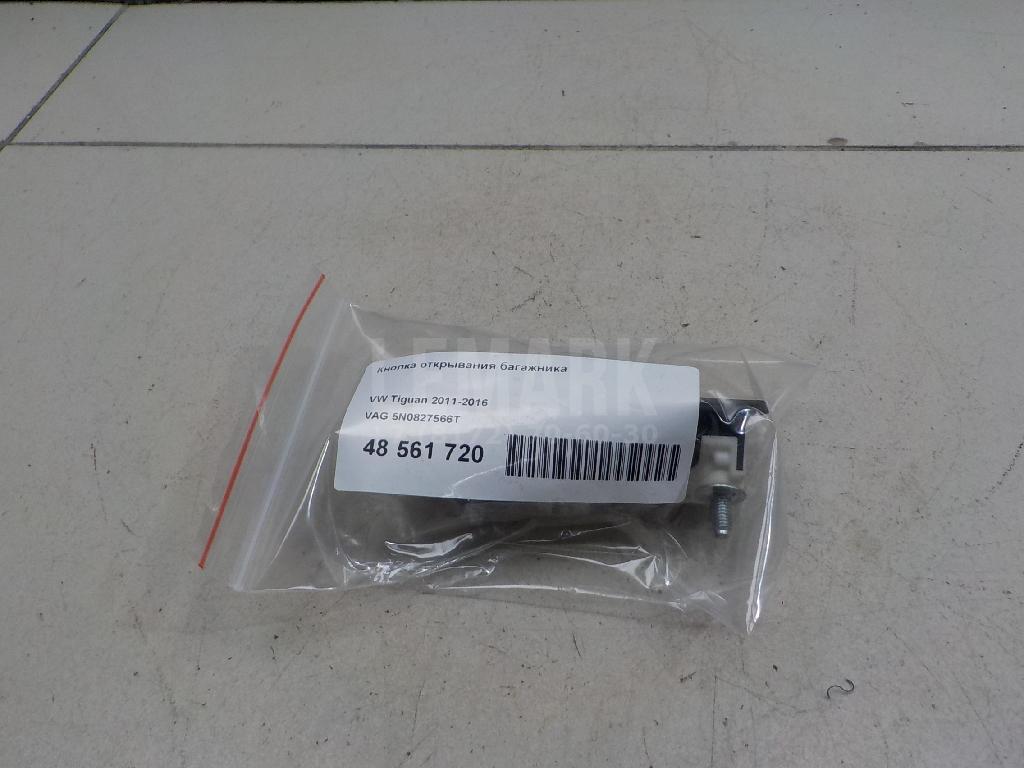 LEMARK
Кнопка открывания багажника
VW Tiguan 2011-2016
VAG 5N0827566T
48 561 720